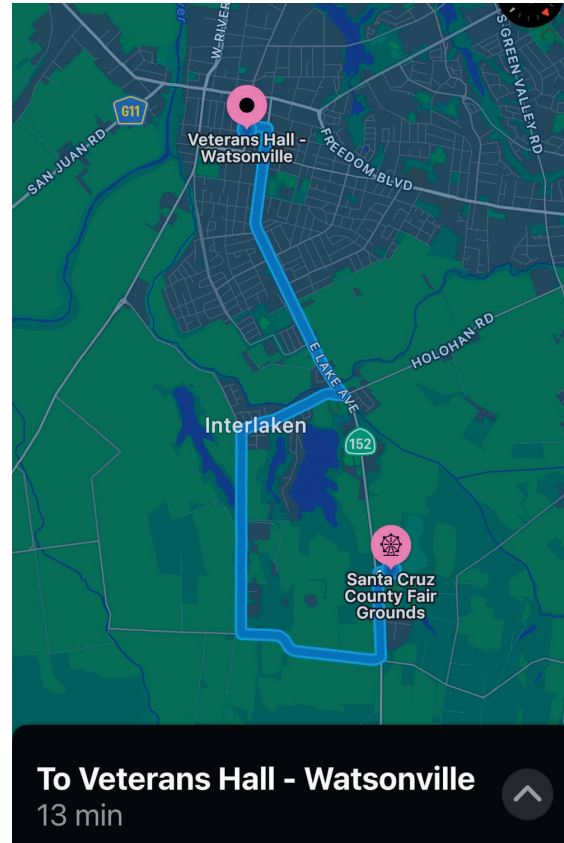 W RIVER
S GREEN VALLEY RD
G11
SAN JUAN RD
Veterans Hall -
Watsonville
FREEDOM BLVD
E LAKE AVE
HOLOHAN RD
Interlaken
152
Santa Cruz
County Fair
Grounds
To Veterans Hall - Watsonville
13 min